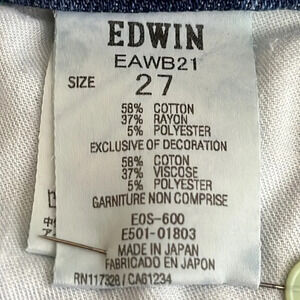 EDWIN
EAWB21
SIZE 27
58% COTTON
37% RAYON
5% POLYESTER
EXCLUSIVE OF DECORATION
58% COTON
37% VISCOSE
5% POLYESTER
GARNITURE NON COMPRISE
EOS-600
E501-01803
MADE IN JAPAN
FABRICADO EN JAPON
RN117328 / CA61234